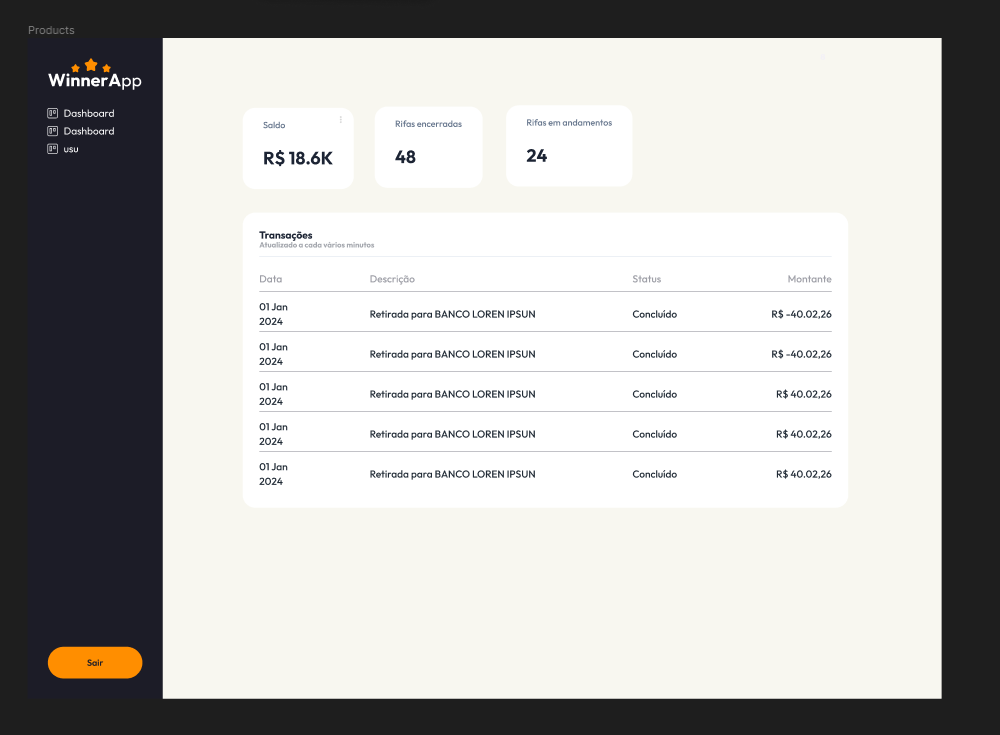 Products
WinnerApp
Dashboard
Dashboard
usu
Sair
Saldo
R$ 18.6K
Rifas encerradas
48
Rifas em andamentos
24
Transações
Atualizado a cada vários minutos
Data Descrição Status Montante
01 Jan 2024 Retirada para BANCO LOREN IPSUN Concluído R$ -40.02,26
01 Jan 2024 Retirada para BANCO LOREN IPSUN Concluído R$ -40.02,26
01 Jan 2024 Retirada para BANCO LOREN IPSUN Concluído R$ 40.02,26
01 Jan 2024 Retirada para BANCO LOREN IPSUN Concluído R$ 40.02,26
01 Jan 2024 Retirada para BANCO LOREN IPSUN Concluído R$ 40.02,26